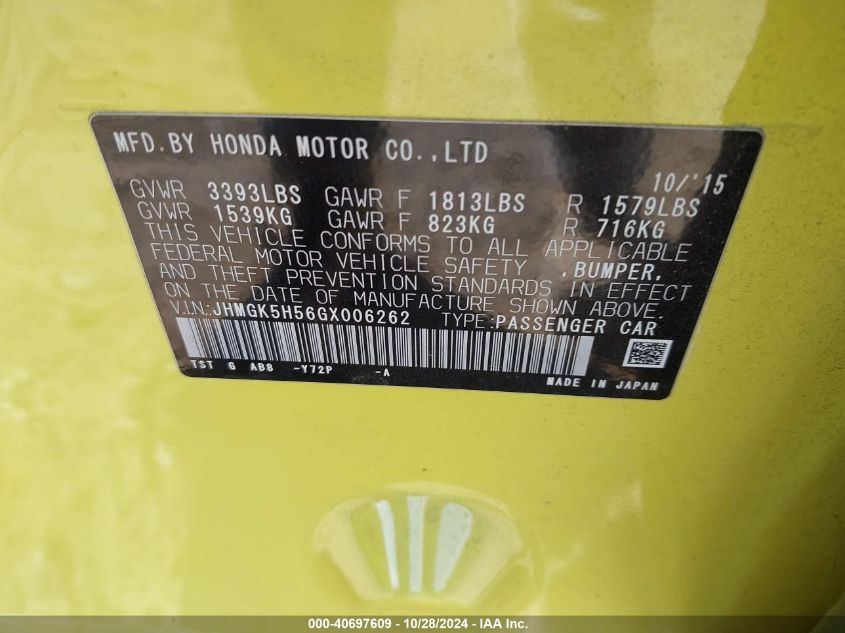 MFD.BY HONDA MOTOR CO.,LTD
10/'15
GVWR 3393LBS GAWR F 1813LBS R 1579LBS
GVWR 1539KG GAWR F 823KG R 716KG
THIS VEHICLE CONFORMS TO ALL APPLICABLE
FEDERAL MOTOR VEHICLE SAFETY ,BUMPER,
AND THEFT PREVENTION STANDARDS IN EFFECT
ON THE DATE OF MANUFACTURE SHOWN ABOVE.
V.I.N:JHMGK5H56GX006262 TYPE:PASSENGER CAR
TST G AB8 -Y72P -A
MADE IN JAPAN
000-40697609 - 10/28/2024 - IAA Inc.